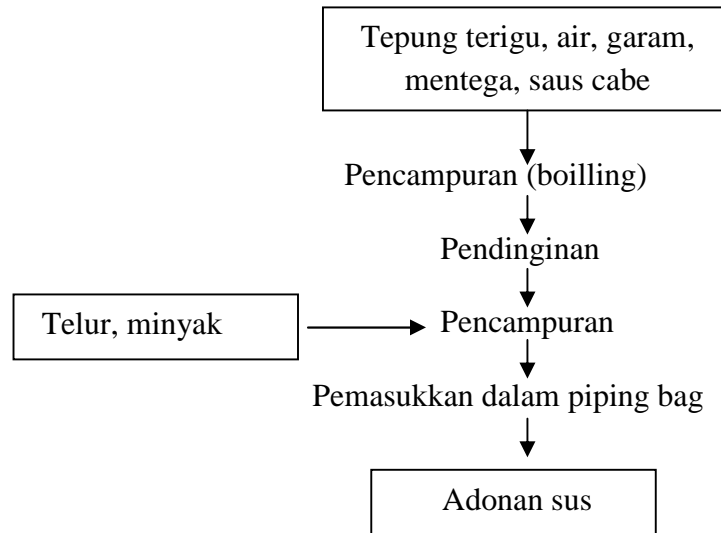 Tepung terigu, air, garam,
mentega, saus cabe
Pencampuran (boilling)
Pendinginan
Telur, minyak
Pencampuran
Pemasukkan dalam piping bag
Adonan sus